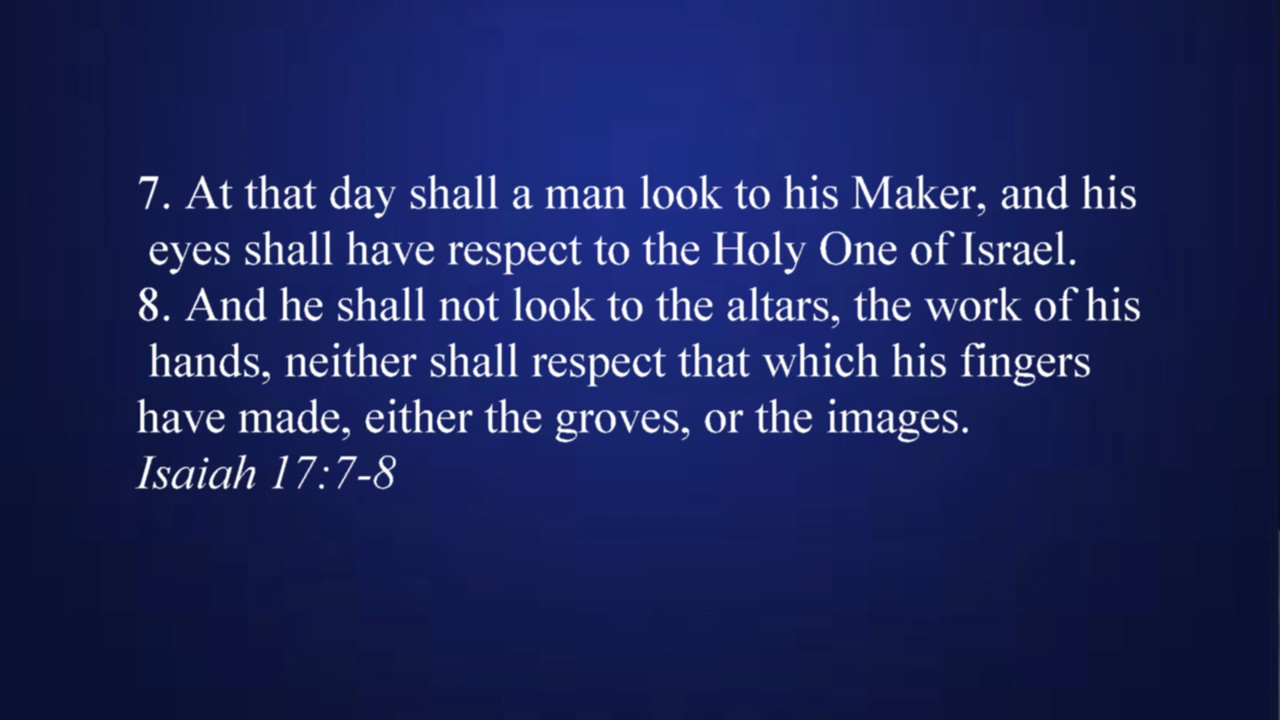 7. At that day shall a man look to his Maker, and his
eyes shall have respect to the Holy One of Israel.
8. And he shall not look to the altars, the work of his
hands, neither shall respect that which his fingers
have made, either the groves, or the images.
Isaiah 17:7-8